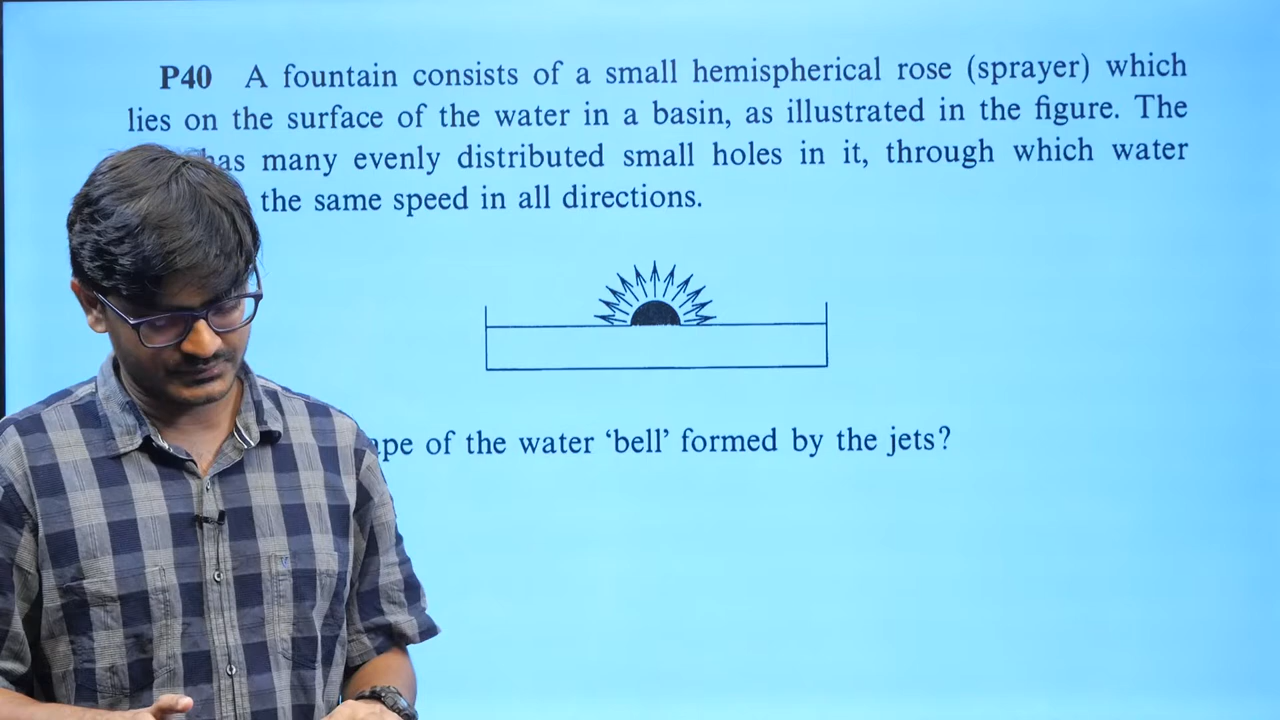 P40 A fountain consists of a small hemispherical rose (sprayer) which
lies on the surface of the water in a basin, as illustrated in the figure. The
has many evenly distributed small holes in it, through which water
the same speed in all directions.
of the water ‘bell’ formed by the jets?